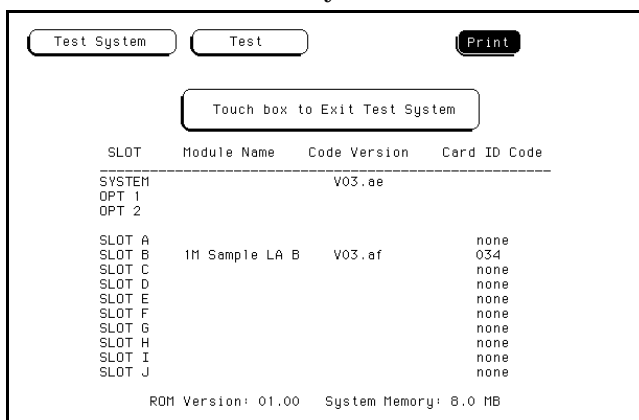 Test System Test Print
Touch box to Exit Test System
SLOT Module Name Code Version Card ID Code
SYSTEM V03.ae
OPT 1
OPT 2
SLOT A none
SLOT B 1M Sample LA B V03.af 034
SLOT C none
SLOT D none
SLOT E none
SLOT F none
SLOT G none
SLOT H none
SLOT I none
SLOT J none
ROM Version: 01.00 System Memory: 8.0 MB